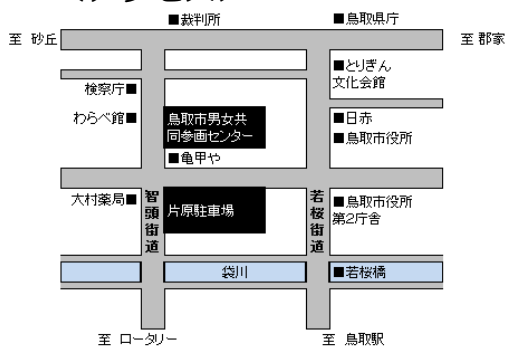 ■裁判所
■鳥取県庁
至 砂丘
至 郡家
■とりぎん
文化会館
検察庁■
わらべ館■
鳥取市男女共
同参画センター
■日赤
■鳥取市役所
■亀甲や
大村薬局■
智頭街道
片原駐車場
若桜街道
■鳥取市役所
第2庁舎
袋川
■若桜橋
至 ロータリー
至 鳥取駅